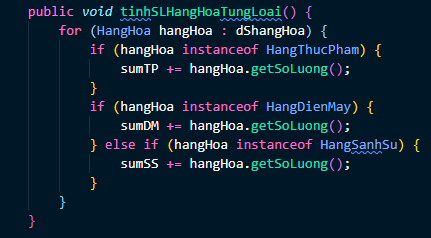 public void tinhSLHangHoaTungLoai() {
for (HangHoa hangHoa : dShangHoa) {
if (hangHoa instanceof HangThucPham) {
sumTP += hangHoa.getSoLuong();
}
if (hangHoa instanceof HangDienMay) {
sumDM += hangHoa.getSoLuong();
} else if (hangHoa instanceof HangSanhSu) {
sumSS += hangHoa.getSoLuong();
}
}
}